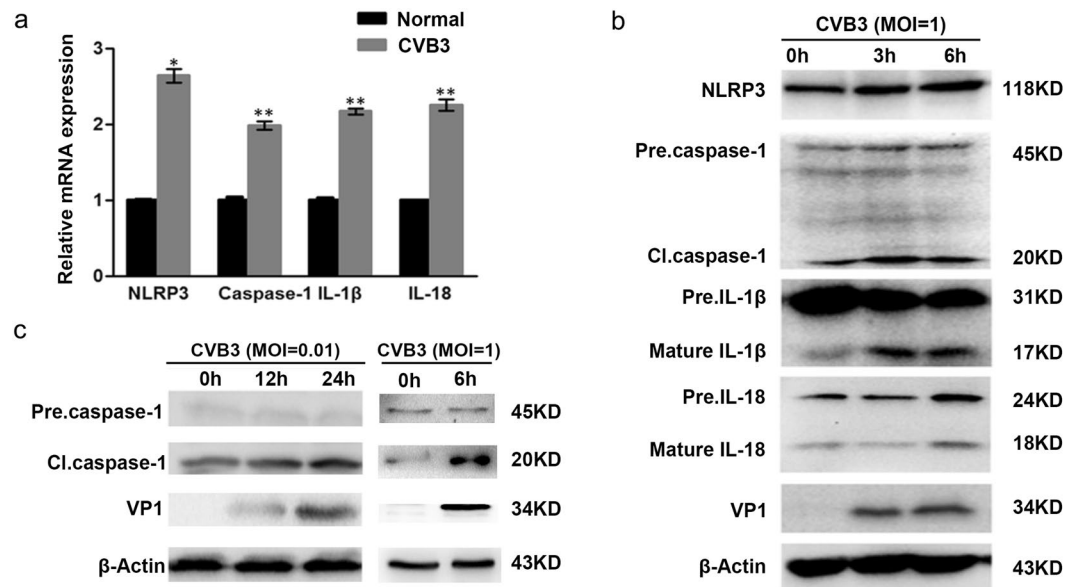 a
Normal
CVB3
Relative mRNA expression
3
2
1
0
*
**
**
**
NLRP3 Caspase-1 IL-1β IL-18
b
CVB3 (MOI=1)
0h 3h 6h
NLRP3 118KD
Pre.caspase-1 45KD
Cl.caspase-1 20KD
Pre.IL-1β 31KD
Mature IL-1β 17KD
Pre.IL-18 24KD
Mature IL-18 18KD
VP1 34KD
β-Actin 43KD
c
CVB3 (MOI=0.01) CVB3 (MOI=1)
0h 12h 24h 0h 6h
Pre.caspase-1 45KD
Cl.caspase-1 20KD
VP1 34KD
β-Actin 43KD